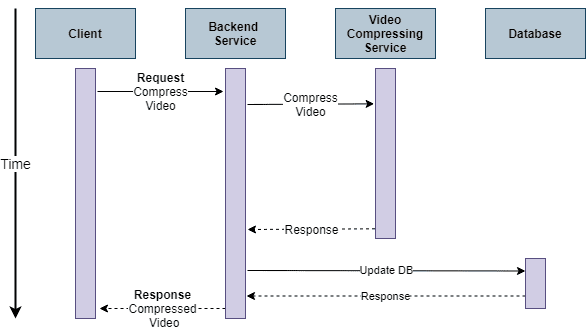 Client
Backend
Service
Video
Compressing
Service
Database
Request
Compress
Video
Compress
Video
Time
Response
Update DB
Response
Compressed
Video
Response